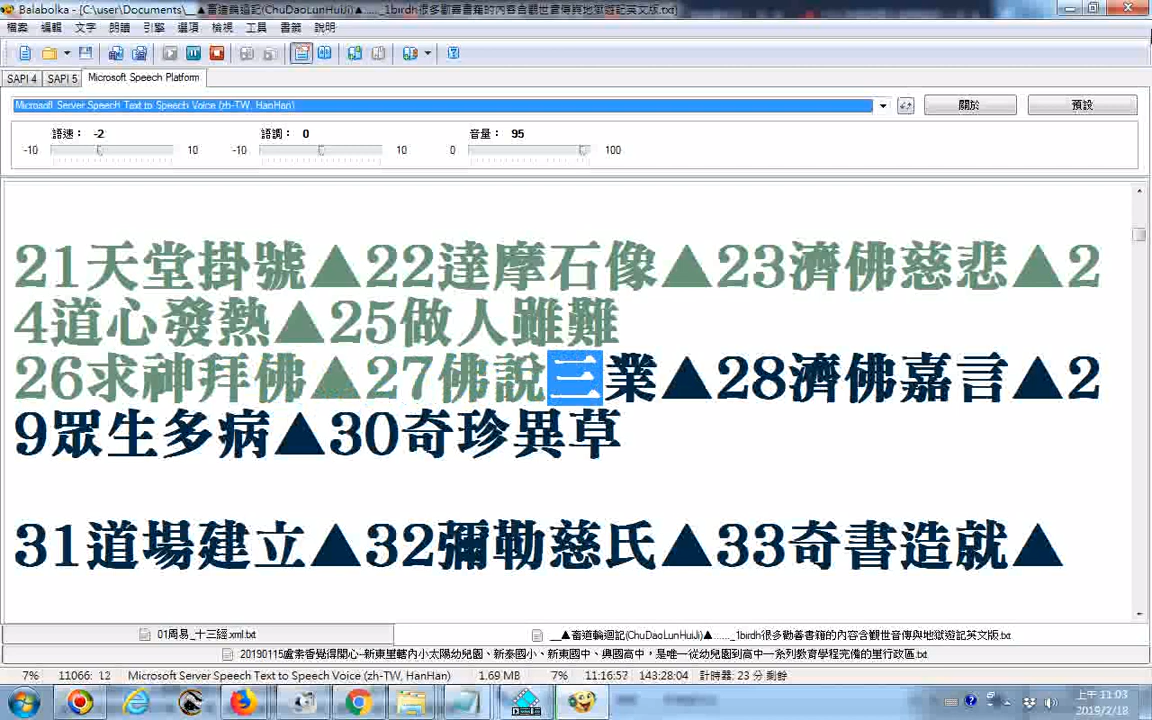 Balabolka - [C:\user\Documents\__▲畜道輪迴記(ChuDaoLunHuiJi)▲......_1birdh很多勸善書籍的內容含觀世音傳與地獄遊記英文版.txt]
檔案 編輯 文字 朗讀 引擎 選項 檢視 工具 書籤 說明
SAPI 4 SAPI 5 Microsoft Speech Platform
Microsoft Server Speech Text to Speech Voice (zh-TW, HanHan)
關於 預設
語速： -2 語調： 0 音量： 95
-10 10 -10 10 0 100
21天堂掛號▲22達摩石像▲23濟佛慈悲▲2
4道心發熱▲25做人雖難
26求神拜佛▲27佛說三業▲28濟佛嘉言▲2
9眾生多病▲30奇珍異草
31道場建立▲32彌勒慈氏▲33奇書造就▲
01周易_十三經.xml.txt
__▲畜道輪迴記(ChuDaoLunHuiJi)▲......_1birdh很多勸善書籍的內容含觀世音傳與地獄遊記英文版.txt
20190115盧素香覺得開心-新東里轄內小太陽幼兒園、新泰國小、新東國中、興國高中，是唯一從幼兒園到高中一系列教育學程完備的里行政區.txt
7% 11066: 12 Microsoft Server Speech Text to Speech Voice (zh-TW, HanHan) 1.69 MB 7% 11:16:57 143:28:04 計時器: 23 分 剩餘
上午 11:03
2019/2/18